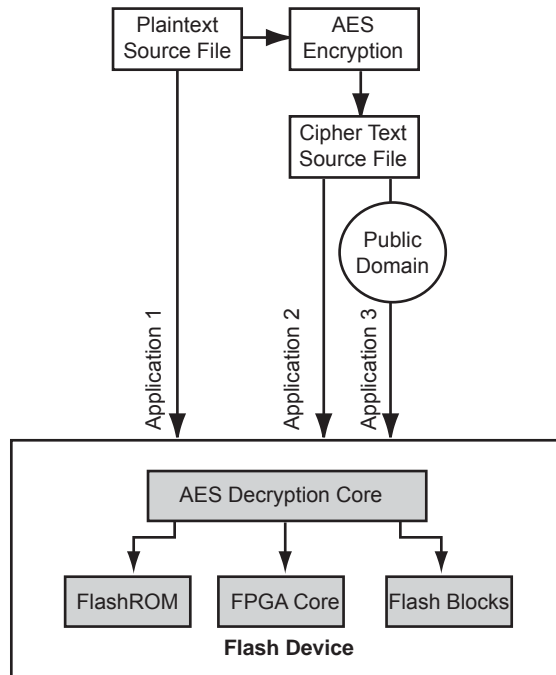 Plaintext
Source File
AES
Encryption
Cipher Text
Source File
Public
Domain
Application 1
Application 2
Application 3
AES Decryption Core
FlashROM
FPGA Core
Flash Blocks
Flash Device